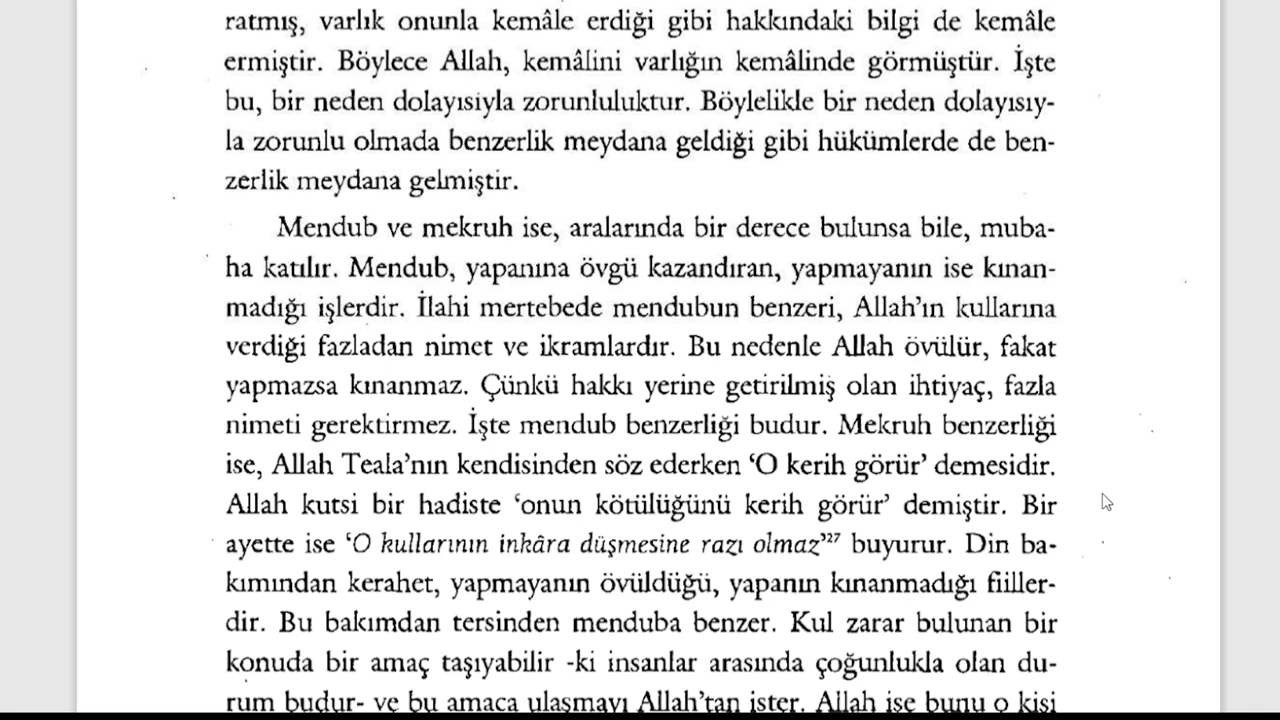 ratmış, varlık onunla kemâle erdiği gibi hakkındaki bilgi de kemâle
ermiştir. Böylece Allah, kemâlini varlığın kemâlinde görmüştür. İşte
bu, bir neden dolayısıyla zorunluluktur. Böylelikle bir neden dolayısıy-
la zorunlu olmada benzerlik meydana geldiği gibi hükümlerde de ben-
zerlik meydana gelmiştir.
Mendub ve mekruh ise, aralarında bir derece bulunsa bile, muba-
ha katılır. Mendub, yapanına övgü kazandıran, yapmayanın ise kınan-
madığı işlerdir. İlahi mertebede mendubun benzeri, Allah’ın kullarına
verdiği fazladan nimet ve ikramlardır. Bu nedenle Allah övülür, fakat
yapmazsa kınanmaz. Çünkü hakkı yerine getirilmiş olan ihtiyaç, fazla
nimeti gerektirmez. İşte mendub benzerliği budur. Mekruh benzerliği
ise, Allah Teala’nın kendisinden söz ederken ‘O kerih görür’ demesidir.
Allah kutsi bir hadiste ‘onun kötülüğünü kerih görür’ demiştir. Bir
ayette ise ‘O kullarının inkâra düşmesine razı olmaz’²⁷ buyurur. Din ba-
kımından kerahet, yapmayanın övüldüğü, yapanın kınanmadığı fiiller-
dir. Bu bakımdan tersinden menduba benzer. Kul zarar bulunan bir
konuda bir amaç taşıyabilir -ki insanlar arasında çoğunlukla olan du-
rum budur- ve bu amaca ulaşmayı Allah’tan ister. Allah ise bunu o kişi